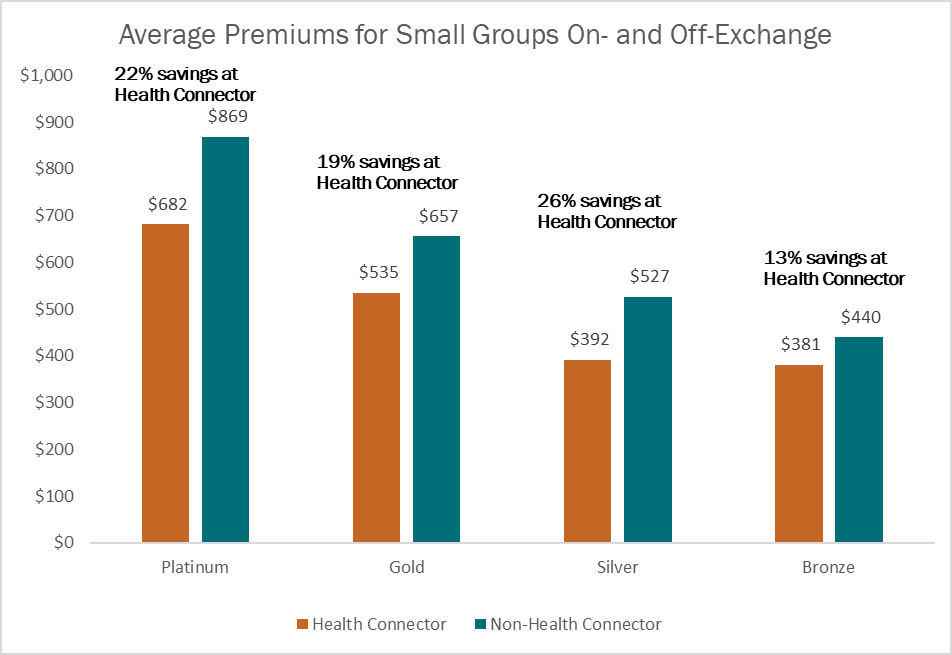 Average Premiums for Small Groups On- and Off-Exchange
$1,000
$900
$800
$700
$600
$500
$400
$300
$200
$100
$0
22% savings at
Health Connector
$869
$682
19% savings at
Health Connector
$657
$535
26% savings at
Health Connector
$527
$392
13% savings at
Health Connector
$440
$381
Platinum
Gold
Silver
Bronze
Health Connector
Non-Health Connector